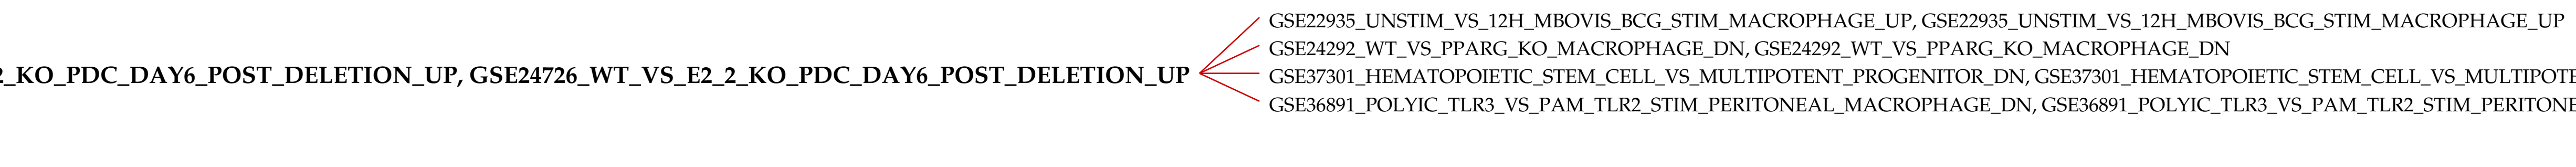 2_KO_PDC_DAY6_POST_DELETION_UP, GSE24726_WT_VS_E2_2_KO_PDC_DAY6_POST_DELETION_UP
GSE22935_UNSTIM_VS_12H_MBOVIS_BCG_STIM_MACROPHAGE_UP, GSE22935_UNSTIM_VS_12H_MBOVIS_BCG_STIM_MACROPHAGE_UP
GSE24292_WT_VS_PPARG_KO_MACROPHAGE_DN, GSE24292_WT_VS_PPARG_KO_MACROPHAGE_DN
GSE37301_HEMATOPOIETIC_STEM_CELL_VS_MULTIPOTENT_PROGENITOR_DN, GSE37301_HEMATOPOIETIC_STEM_CELL_VS_MULTIPOTE
GSE36891_POLYIC_TLR3_VS_PAM_TLR2_STIM_PERITONEAL_MACROPHAGE_DN, GSE36891_POLYIC_TLR3_VS_PAM_TLR2_STIM_PERITONE